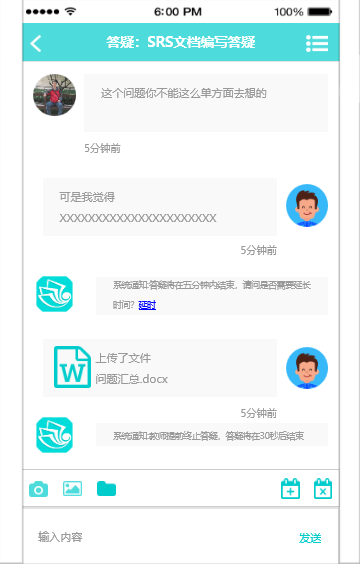 6:00 PM 100%
答疑：SRS文档编写答疑
这个问题你不能这么单方面去想的
5分钟前
可是我觉得
XXXXXXXXXXXXXXXXXXXXXX
5分钟前
系统通知:答疑将在五分钟内结束，请问是否需要延长
时间？延时
W 上传了文件
问题汇总.docx
5分钟前
系统通知:教师提前终止答疑，答疑将在30秒后结束
输入内容 发送